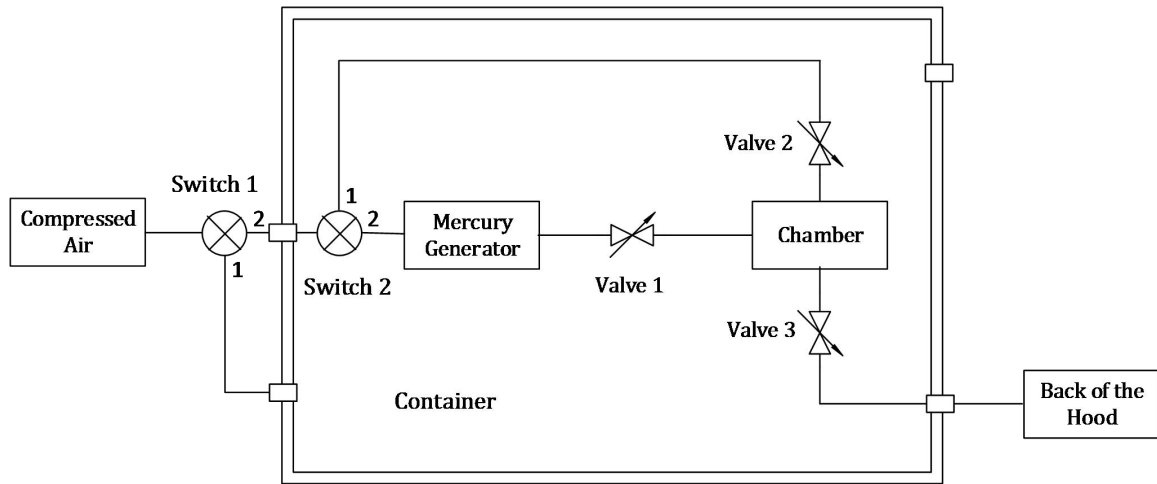 Valve 2
Switch 1
1
2
2
Compressed
Air
Mercury
Generator
Chamber
1
Switch 2
Valve 1
Valve 3
Container
Back of the
Hood